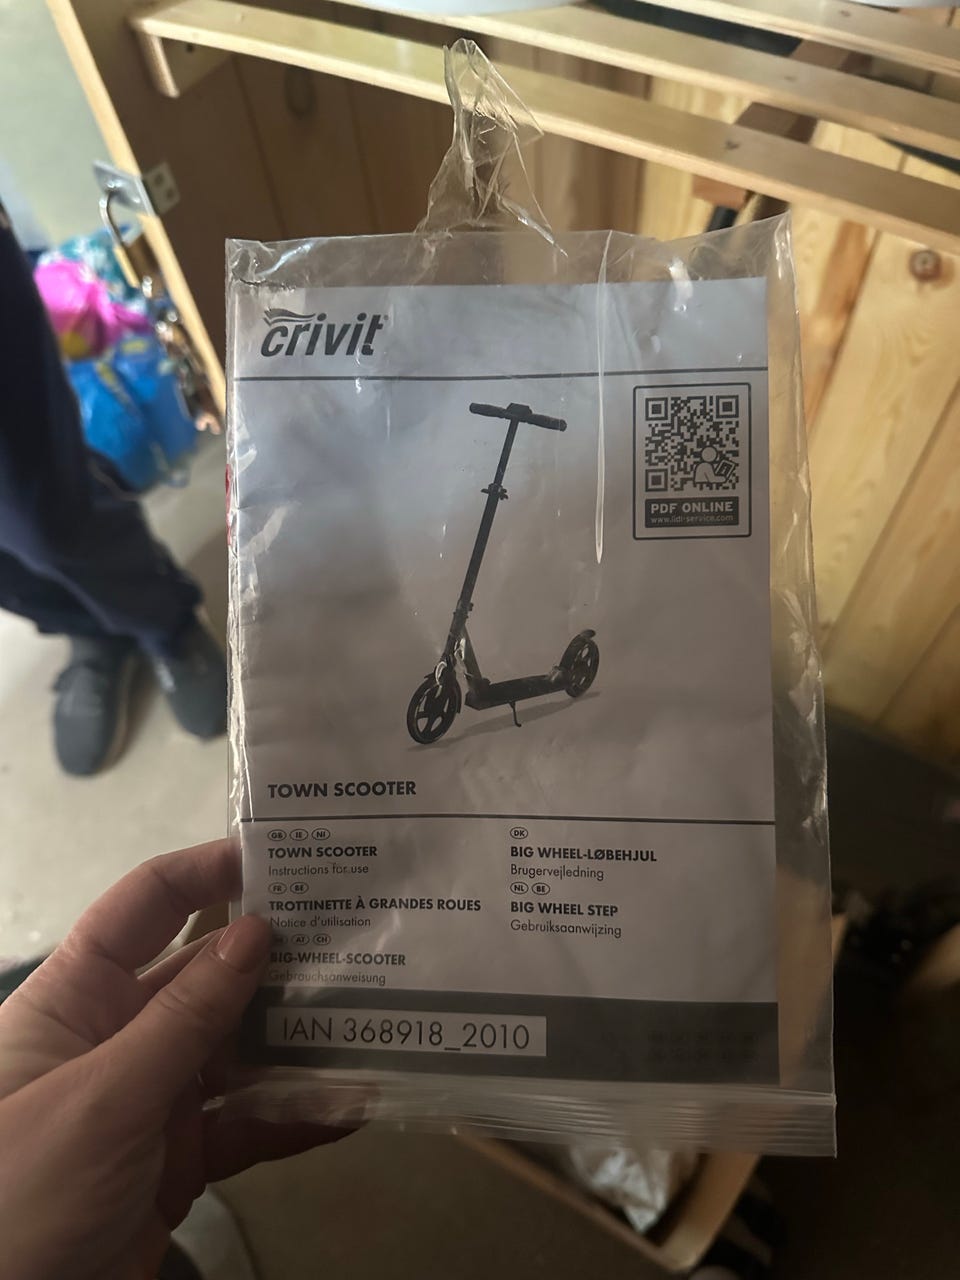 crivit
PDF ONLINE
www.lidl-service.com
TOWN SCOOTER
GB IE NI
TOWN SCOOTER
Instructions for use
FR BE
TROTTINETTE À GRANDES ROUES
Notice d'utilisation
AT CH
BIG-WHEEL-SCOOTER
Gebrauchsanweisung
DK
BIG WHEEL-LØBEHJUL
Brugervejledning
NL BE
BIG WHEEL STEP
Gebruiksaanwijzing
IAN 368918_2010